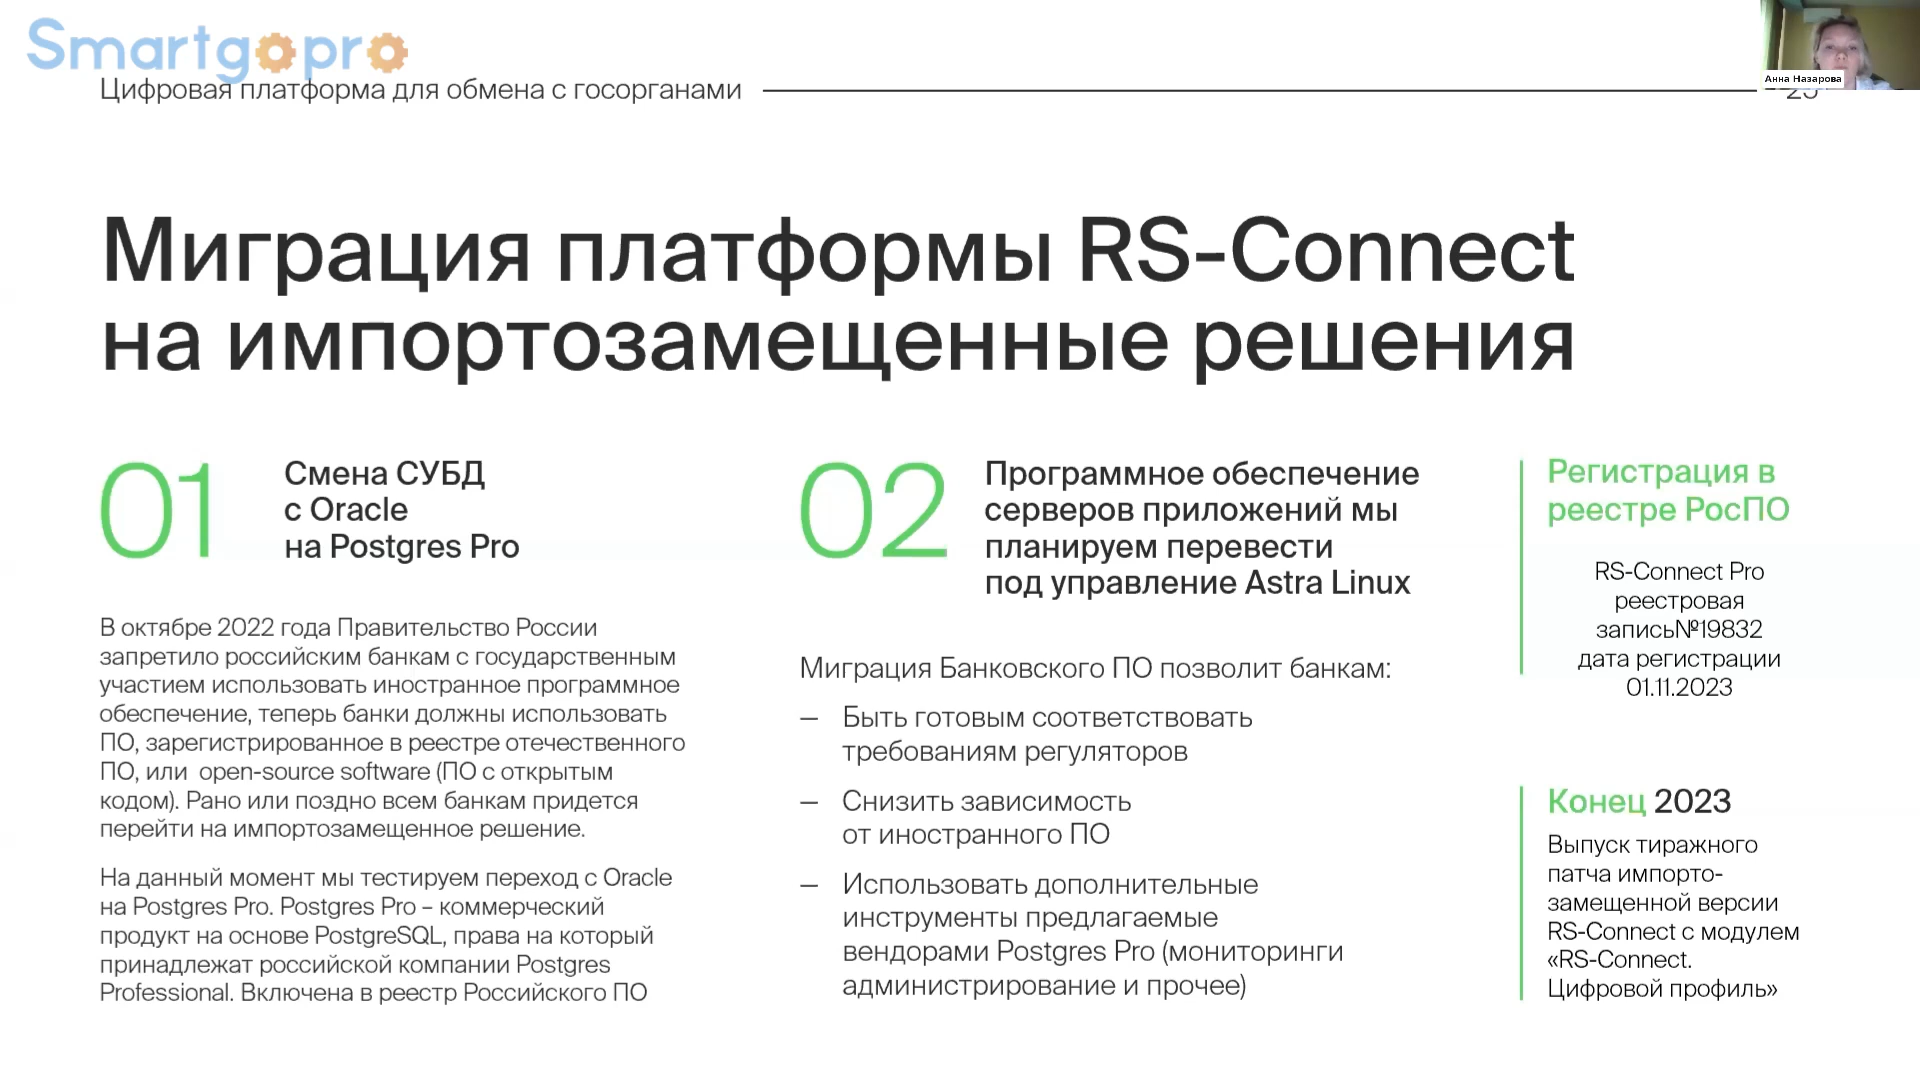 Smartgopro
Цифровая платформа для обмена с госорганами
Анна Назарова
Миграция платформы RS-Connect
на импортозамещенные решения
01
Смена СУБД
с Oracle
на Postgres Pro
В октябре 2022 года Правительство России
запретило российским банкам с государственным
участием использовать иностранное программное
обеспечение, теперь банки должны использовать
ПО, зарегистрированное в реестре отечественного
ПО, или  open-source software (ПО с открытым
кодом). Рано или поздно всем банкам придется
перейти на импортозамещенное решение.
На данный момент мы тестируем переход с Oracle
на Postgres Pro. Postgres Pro – коммерческий
продукт на основе PostgreSQL, права на который
принадлежат российской компании Postgres
Professional. Включена в реестр Российского ПО
02
Программное обеспечение
серверов приложений мы
планируем перевести
под управление Astra Linux
Миграция Банковского ПО позволит банкам:
— Быть готовым соответствовать
требованиям регуляторов
— Снизить зависимость
от иностранного ПО
— Использовать дополнительные
инструменты предлагаемые
вендорами Postgres Pro (мониторинги
администрирование и прочее)
Регистрация в
реестре РосПО
RS-Connect Pro
реестровая
запись№19832
дата регистрации
01.11.2023
Конец 2023
Выпуск тиражного
патча импорто-
замещенной версии
RS-Connect с модулем
«RS-Connect.
Цифровой профиль»